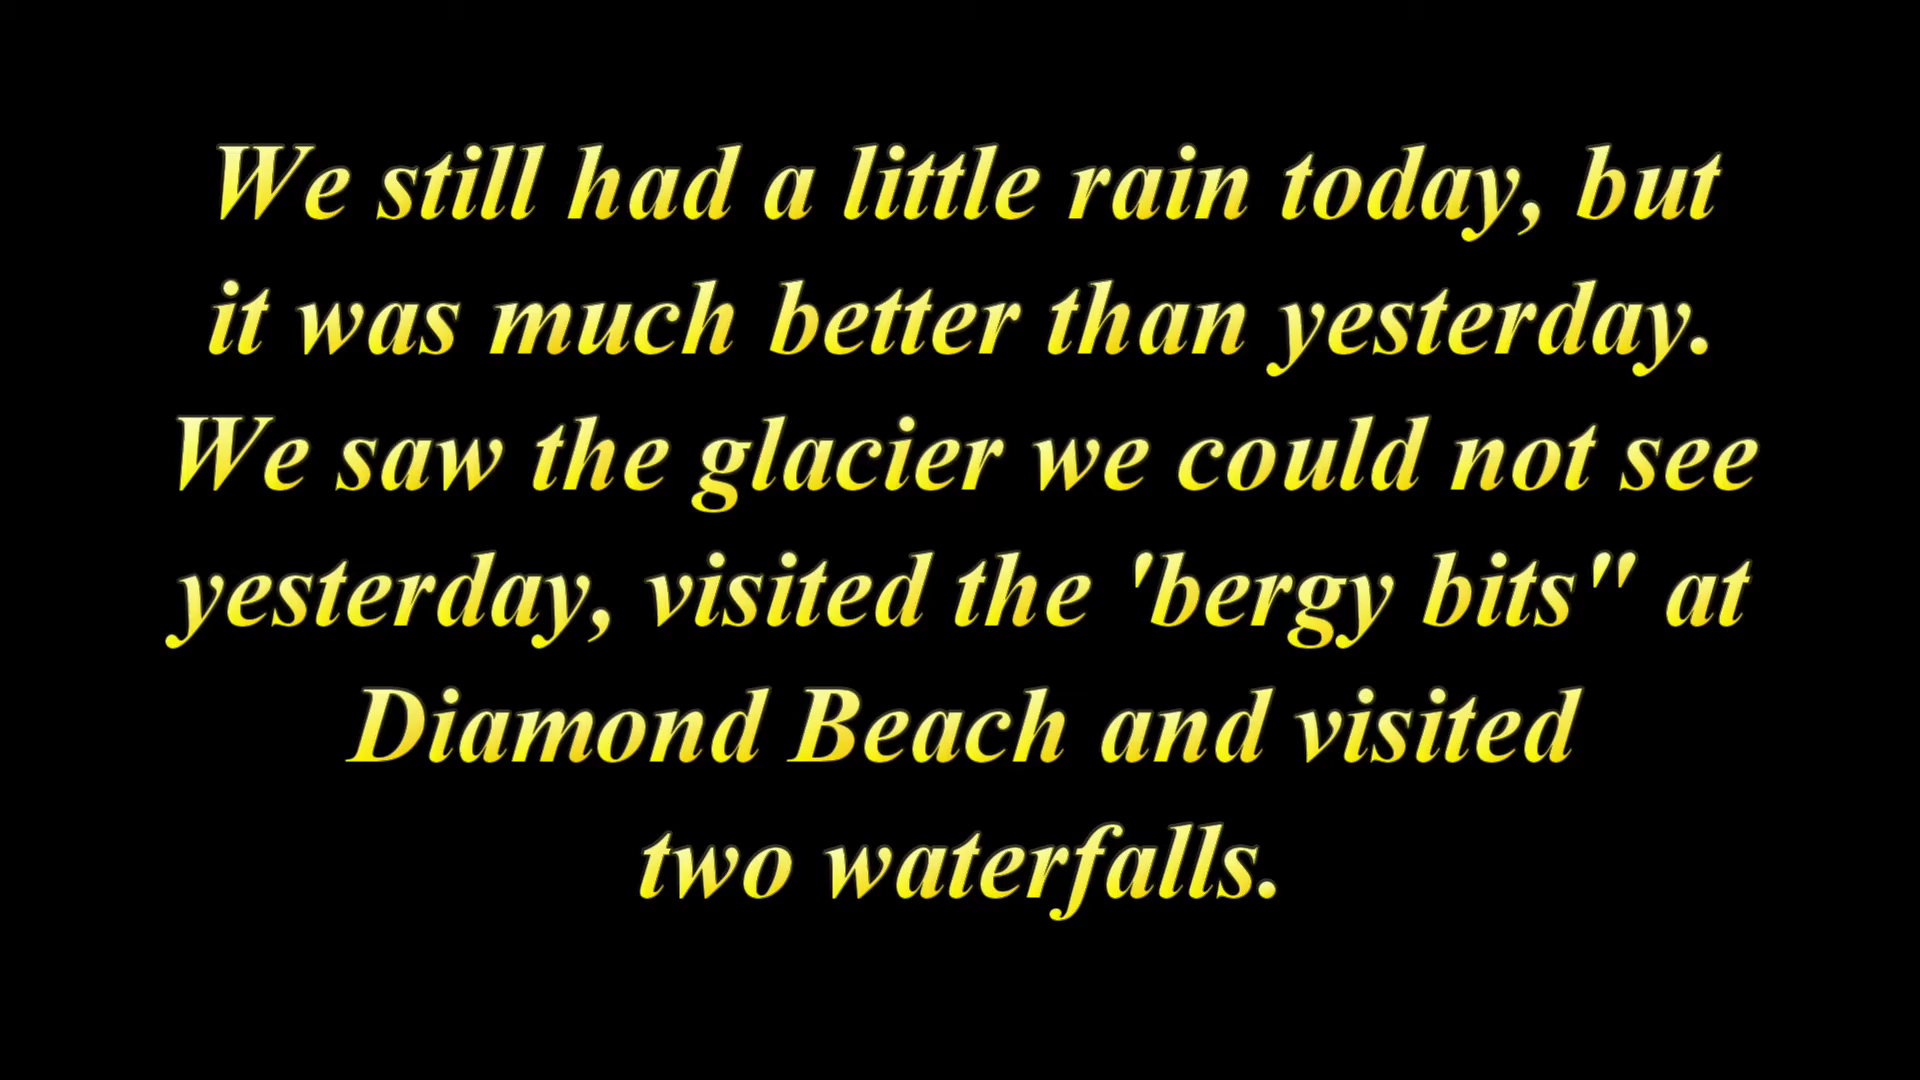 We still had a little rain today, but
it was much better than yesterday.
We saw the glacier we could not see
yesterday, visited the 'bergy bits" at
Diamond Beach and visited
two waterfalls.